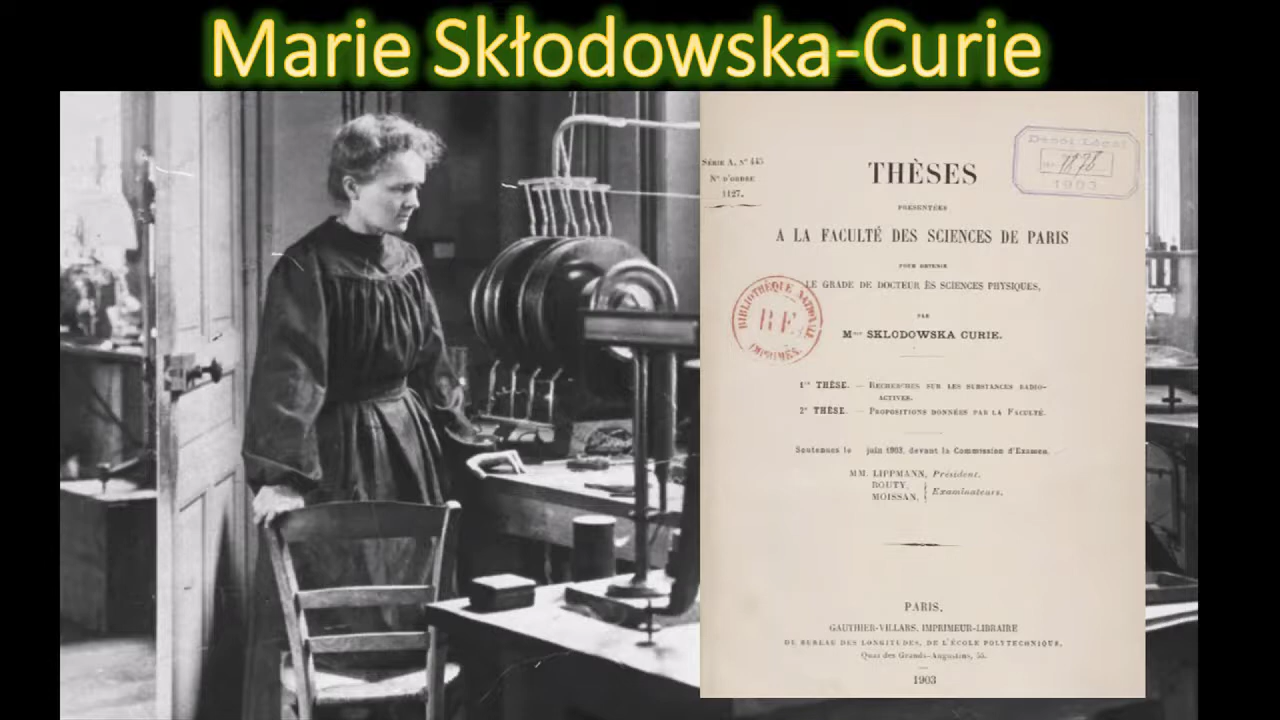 Marie Skłodowska-Curie
SÉRIE A, Nº 445
Nº D'ORDRE
1127.
Dépôt Légal
1878
1903
THÈSES
PRÉSENTÉES
A LA FACULTÉ DES SCIENCES DE PARIS
POUR OBTENIR
LE GRADE DE DOCTEUR ÈS SCIENCES PHYSIQUES,
PAR
Mme SKLODOWSKA CURIE.
BIBLIOTHÈQUE NATIONALE
R F
IMPRIMÉS.
1re THÈSE. — RECHERCHES SUR LES SUBSTANCES RADIO-
ACTIVES.
2e THÈSE. — PROPOSITIONS DONNÉES PAR LA FACULTÉ.
Soutenues le juin 1903, devant la Commission d'Examen.
MM. LIPPMANN, Président.
BOUTY,
MOISSAN, Examinateurs.
PARIS,
GAUTHIER-VILLARS, IMPRIMEUR-LIBRAIRE
DU BUREAU DES LONGITUDES, DE L'ÉCOLE POLYTECHNIQUE,
Quai des Grands-Augustins, 55.
1903